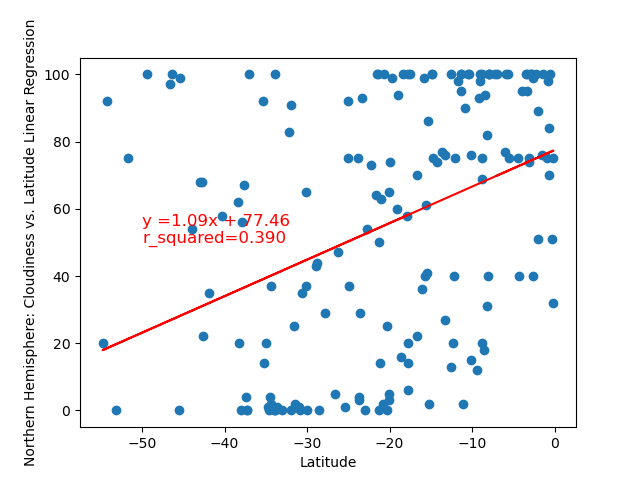 Northern Hemisphere: Cloudiness vs. Latitude Linear Regression
100
80
60
40
20
0
y =1.09x + 77.46
r_squared=0.390
−50 −40 −30 −20 −10 0
Latitude